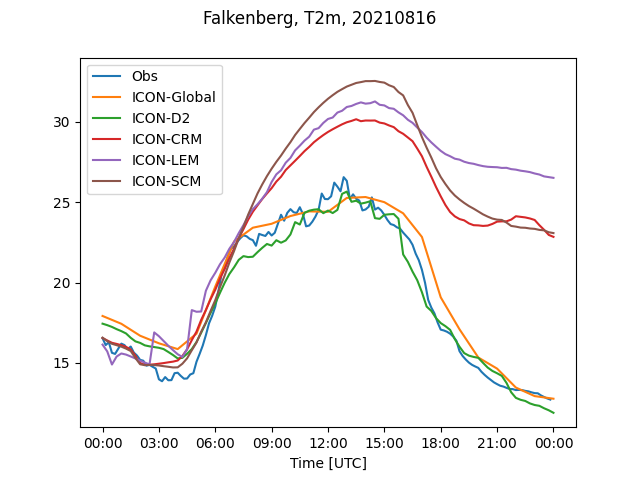 Falkenberg, T2m, 20210816
Obs
ICON-Global
ICON-D2
ICON-CRM
ICON-LEM
ICON-SCM
30
25
20
15
00:00 03:00 06:00 09:00 12:00 15:00 18:00 21:00 00:00
Time [UTC]